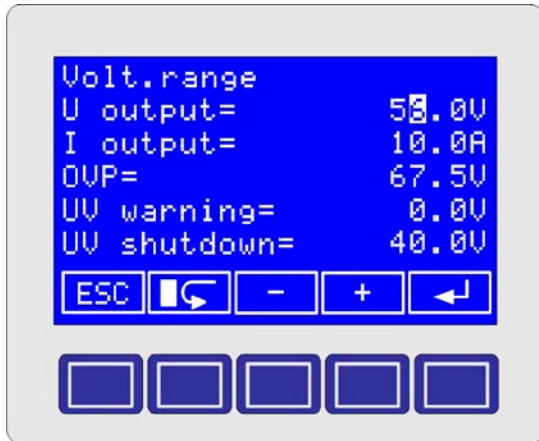 Volt.range
U output= 56.0V
I output= 10.0A
OVP= 67.5V
UV warning= 0.0V
UV shutdown= 40.0V
ESC - +